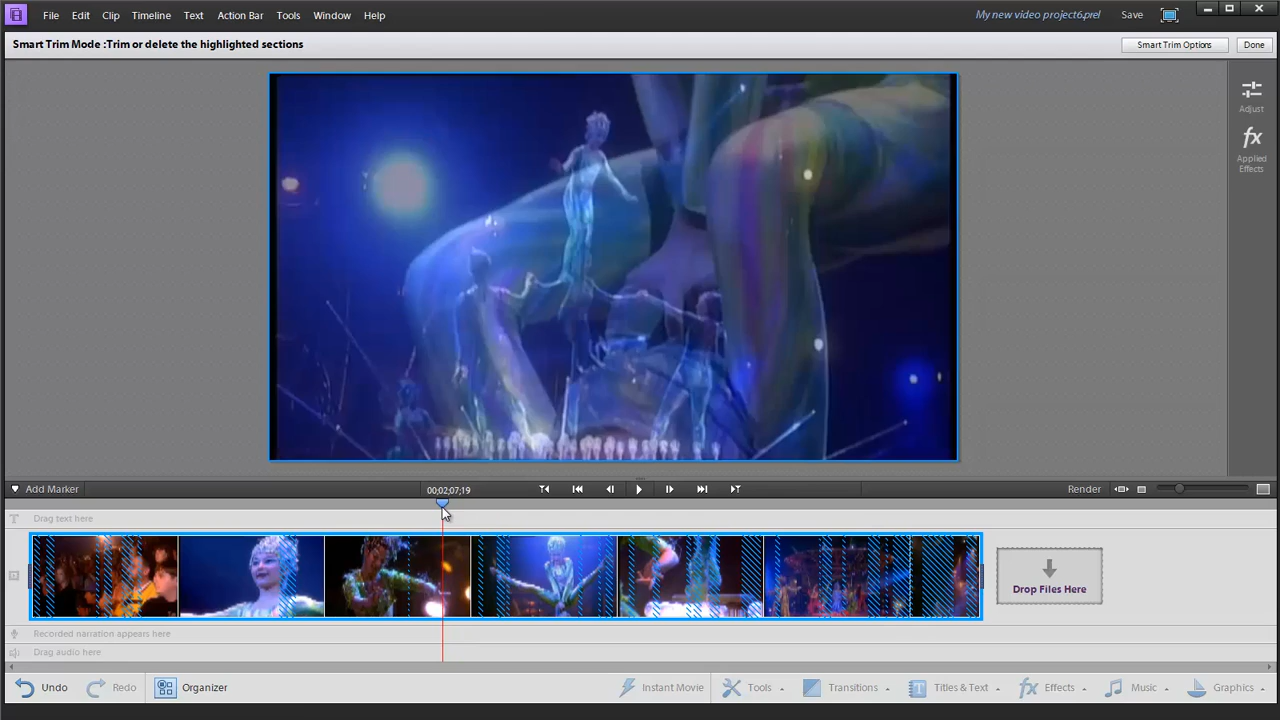 File Edit Clip Timeline Text Action Bar Tools Window Help My new video project6.prel Save
Smart Trim Mode :Trim or delete the highlighted sections Smart Trim Options Done
Adjust
fx
Applied
Effects
Add Marker 00;02;07;19 Render
T Drag text here
Drop Files Here
Recorded narration appears here
Drag audio here
Undo Redo Organizer Instant Movie Tools Transitions T Titles & Text fx Effects Music Graphics